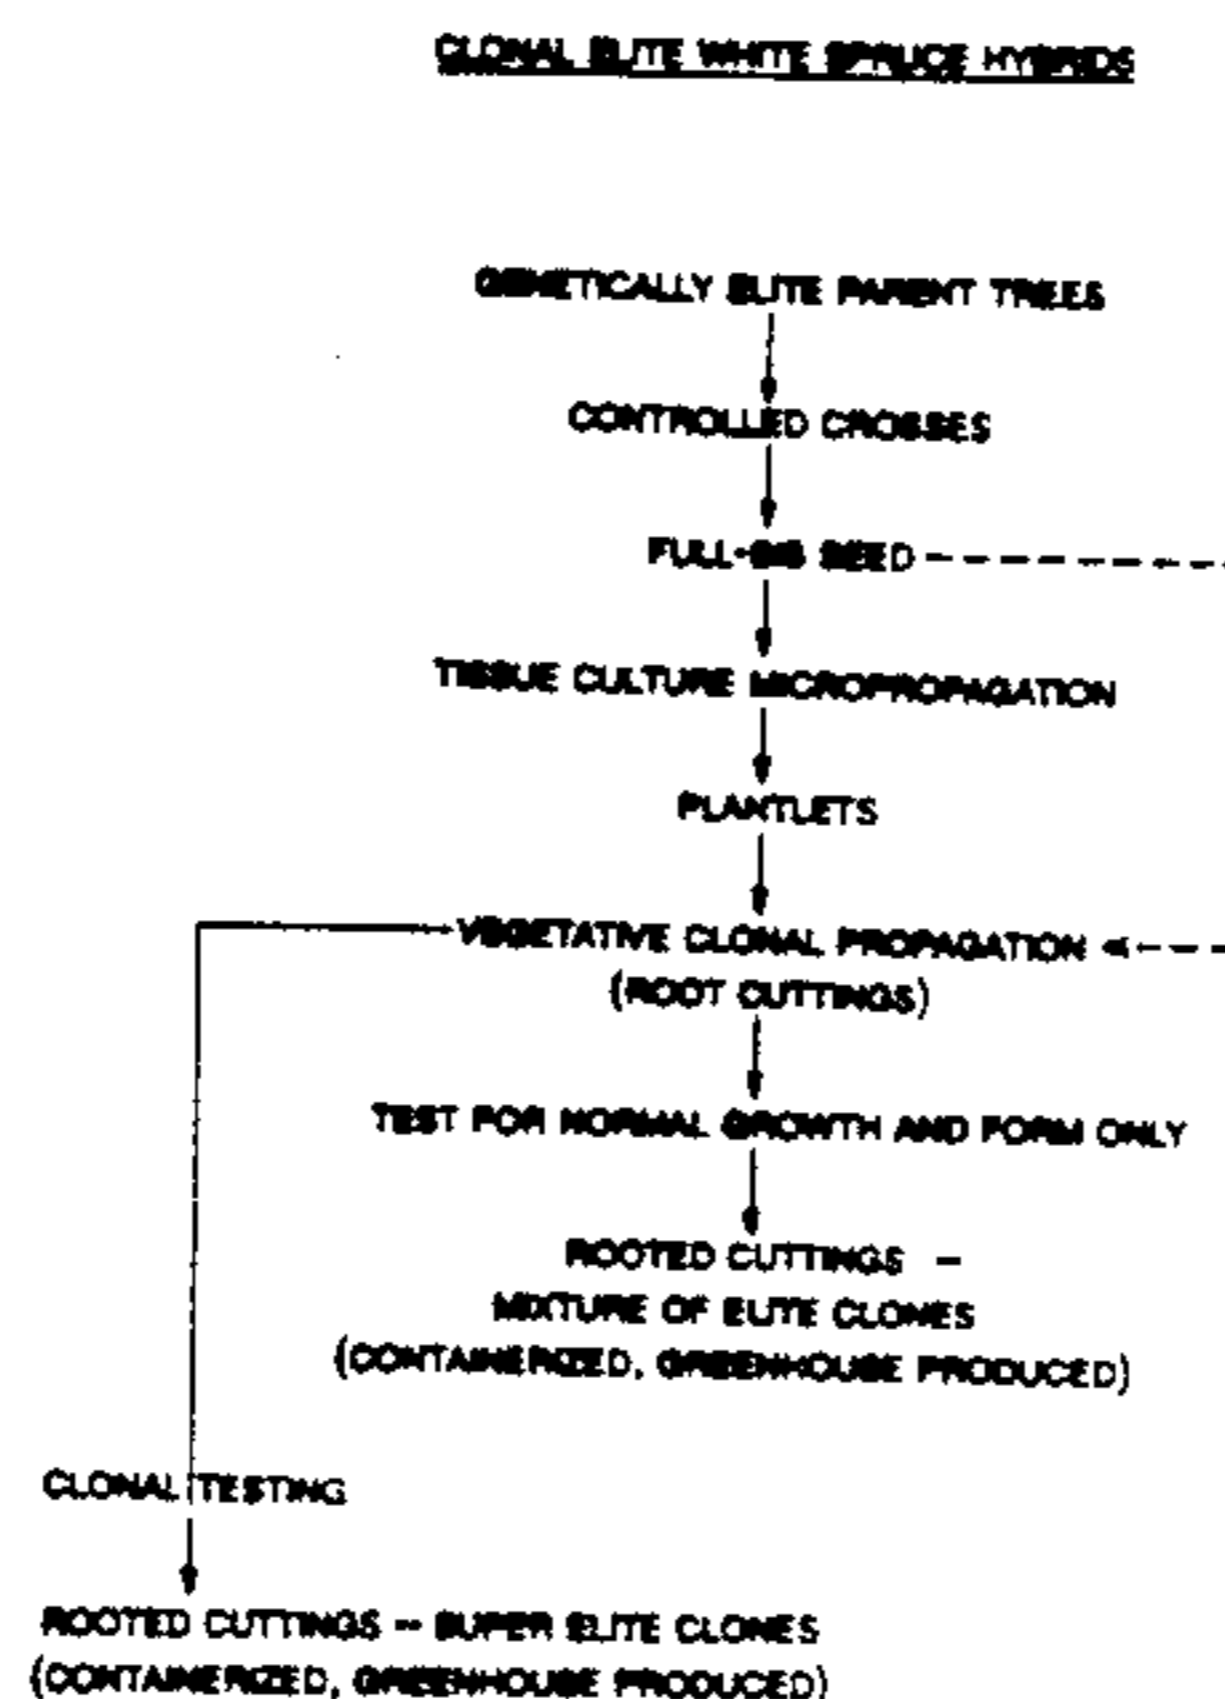 CLONAL ELITE WHITE SPRUCE HYBRIDS
GENETICALLY ELITE PARENT TREES
CONTROLLED CROSSES
FULL-SIB SEED
TISSUE CULTURE MICROPROPAGATION
PLANTLETS
VEGETATIVE CLONAL PROPAGATION
(ROOT CUTTINGS)
TEST FOR NORMAL GROWTH AND FORM ONLY
ROOTED CUTTINGS –
MIXTURE OF ELITE CLONES
(CONTAINERIZED, GREENHOUSE PRODUCED)
CLONAL TESTING
ROOTED CUTTINGS – SUPER ELITE CLONES
(CONTAINERIZED, GREENHOUSE PRODUCED)